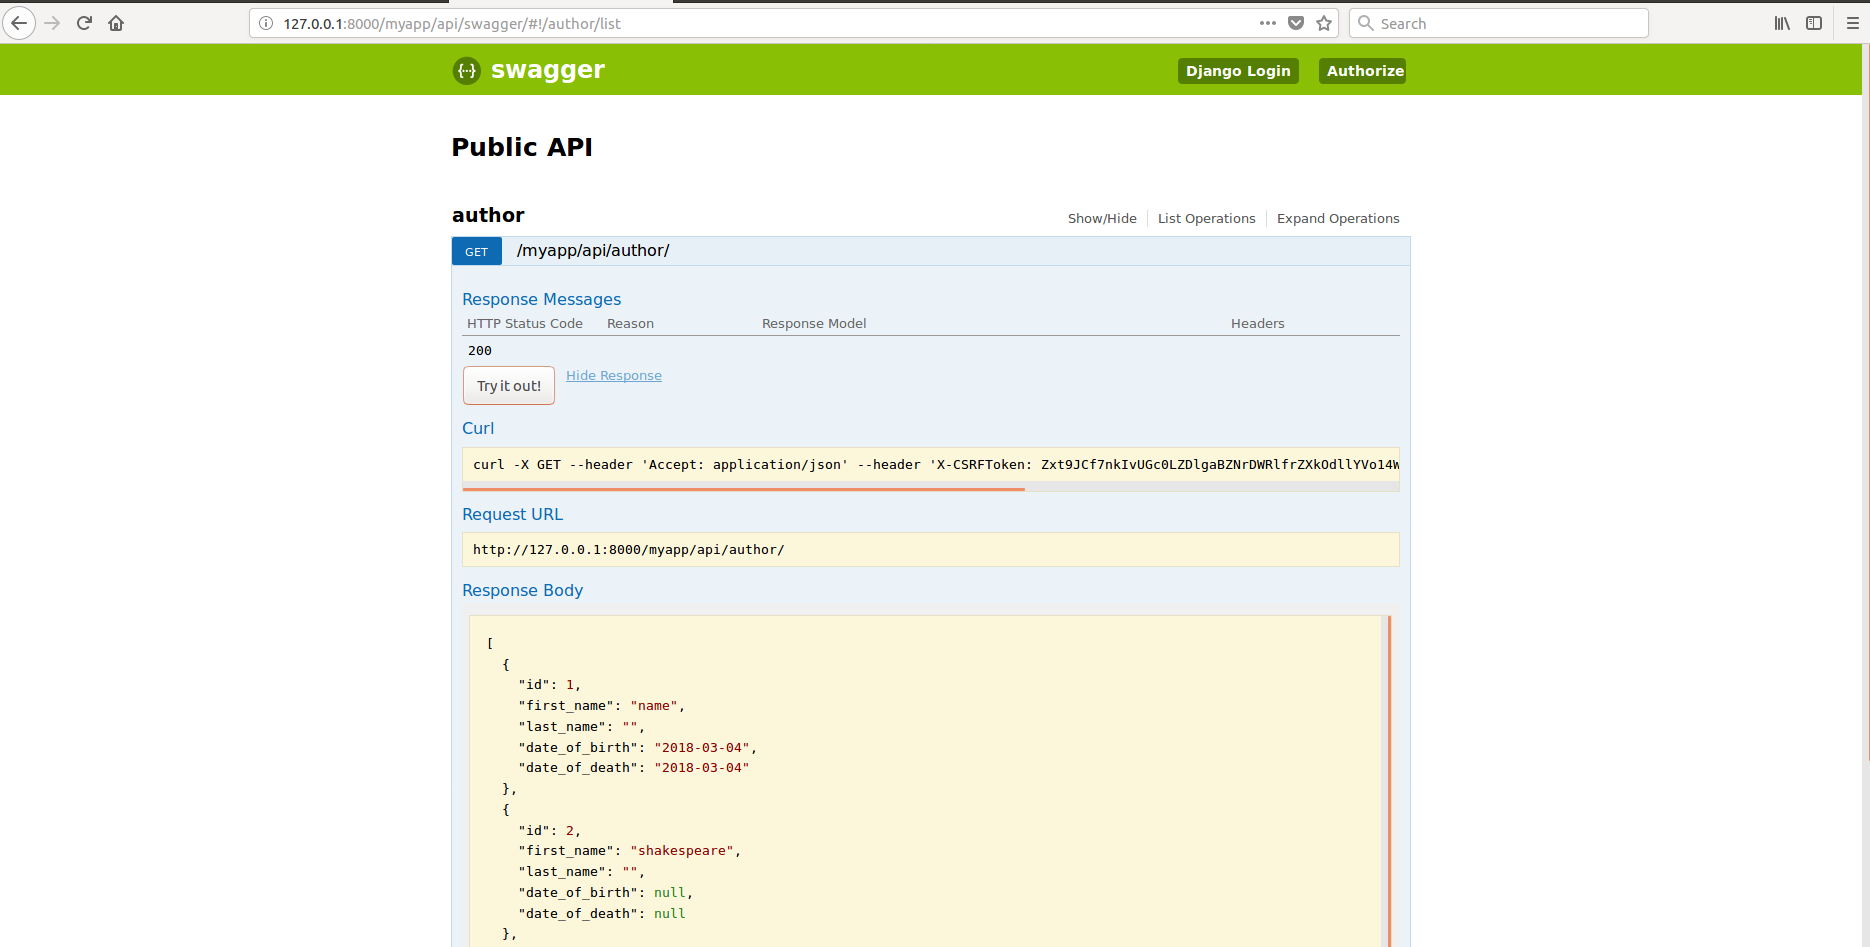 127.0.0.1:8000/myapp/api/swagger/#!/author/list
Search
{··} swagger
Django Login
Authorize
Public API
author
Show/Hide
List Operations
Expand Operations
GET /myapp/api/author/
Response Messages
HTTP Status Code Reason Response Model Headers
200
Try it out!
Hide Response
Curl
curl -X GET --header 'Accept: application/json' --header 'X-CSRFToken: Zxt9JCf7nkIvUGc0LZDlgaBZNrDWRlfrZXkOdllYVo14W
Request URL
http://127.0.0.1:8000/myapp/api/author/
Response Body
[
{
"id": 1,
"first_name": "name",
"last_name": "",
"date_of_birth": "2018-03-04",
"date_of_death": "2018-03-04"
},
{
"id": 2,
"first_name": "shakespeare",
"last_name": "",
"date_of_birth": null,
"date_of_death": null
},